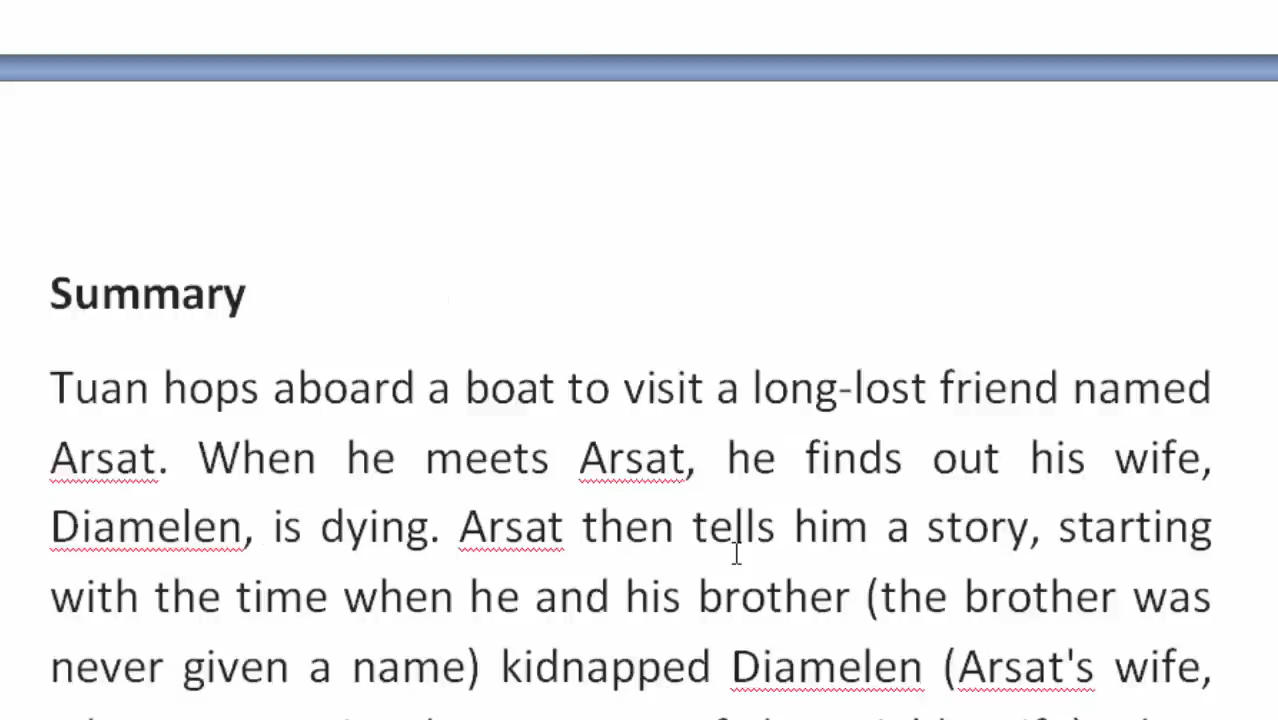 Summary
Tuan hops aboard a boat to visit a long-lost friend named
Arsat. When he meets Arsat, he finds out his wife,
Diamelen, is dying. Arsat then tells him a story, starting
with the time when he and his brother (the brother was
never given a name) kidnapped Diamelen (Arsat's wife,